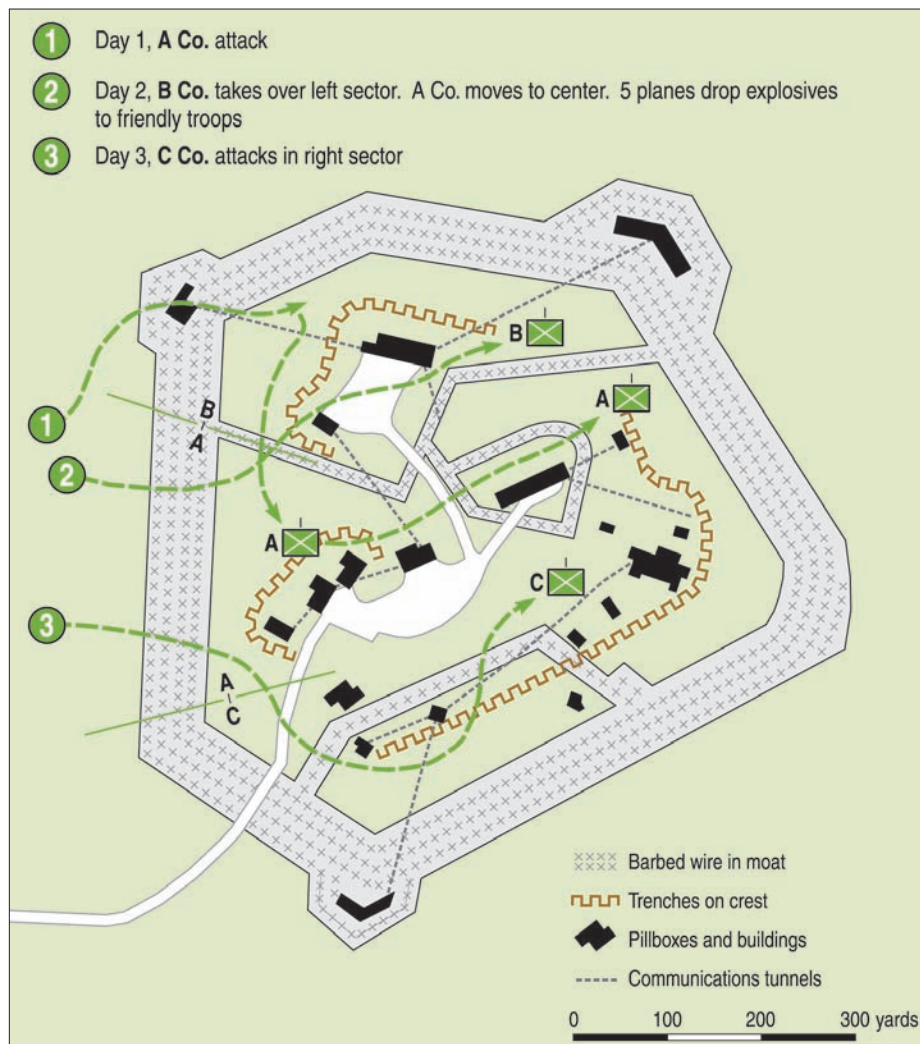 1 Day 1, A Co. attack
2 Day 2, B Co. takes over left sector. A Co. moves to center. 5 planes drop explosives
to friendly troops
3 Day 3, C Co. attacks in right sector
B
A
1
B
A
2
A
C
3
A
C
Barbed wire in moat
Trenches on crest
Pillboxes and buildings
Communications tunnels
0 100 200 300 yards